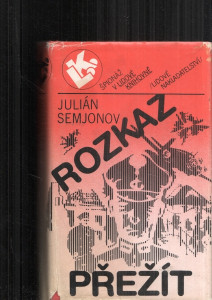 ŠPIONÁŽ
V LIDOVÉ
KNIHOVNĚ
LIDOVÉ
NAKLADATELSTVÍ
JULIÁN
SEMJONOV
ROZKAZ
PŘEŽÍT